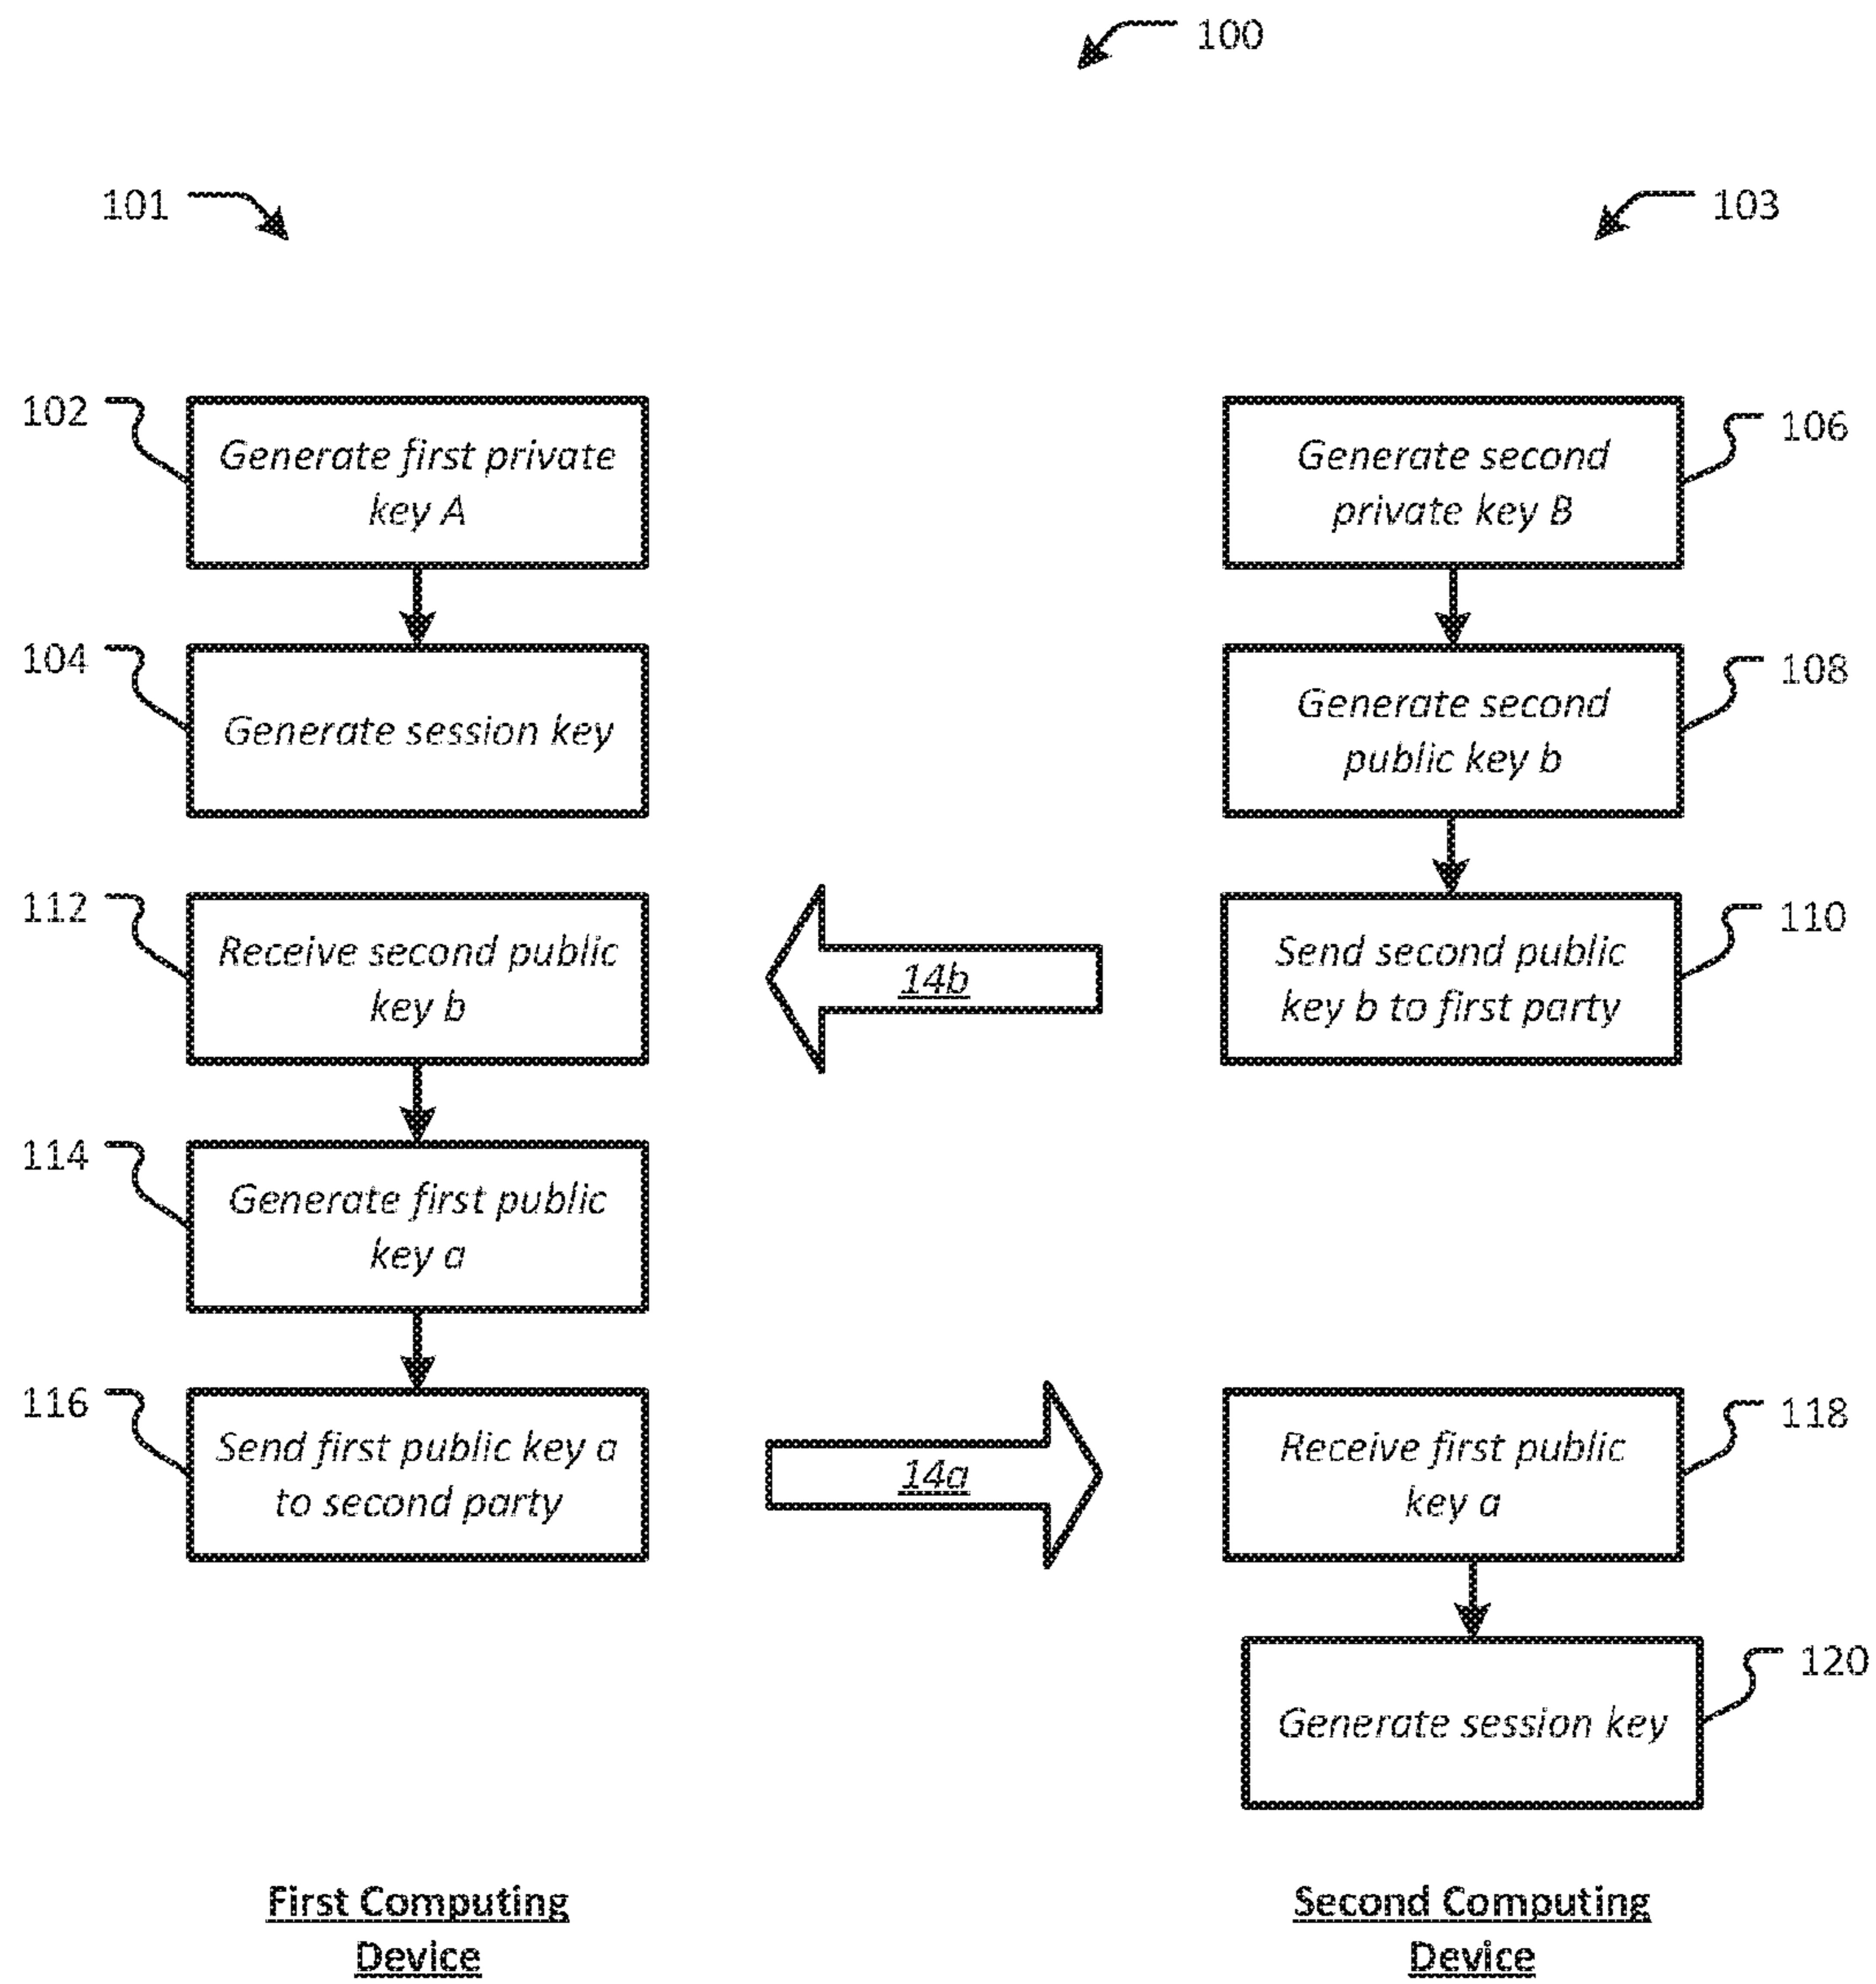 100
101
103
102
Generate first private
key A
106
Generate second
private key B
104
Generate session key
108
Generate second
public key b
112
Receive second public
key b
14b
110
Send second public
key b to first party
114
Generate first public
key a
116
Send first public key a
to second party
14a
118
Receive first public
key a
120
Generate session key
First Computing
Device
Second Computing
Device